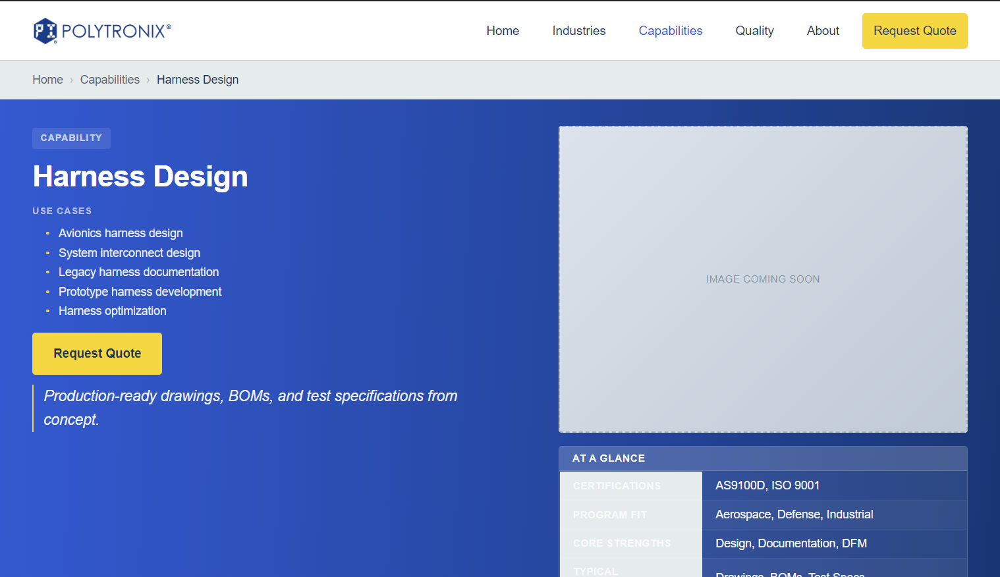 PI POLYTRONIX®
Home
Industries
Capabilities
Quality
About
Request Quote
Home › Capabilities › Harness Design
CAPABILITY
Harness Design
USE CASES
• Avionics harness design
• System interconnect design
• Legacy harness documentation
• Prototype harness development
• Harness optimization
Request Quote
Production-ready drawings, BOMs, and test specifications from
concept.
IMAGE COMING SOON
AT A GLANCE
CERTIFICATIONS AS9100D, ISO 9001
PROGRAM FIT Aerospace, Defense, Industrial
CORE STRENGTHS Design, Documentation, DFM
TYPICAL Drawings, BOMs, Test Specs